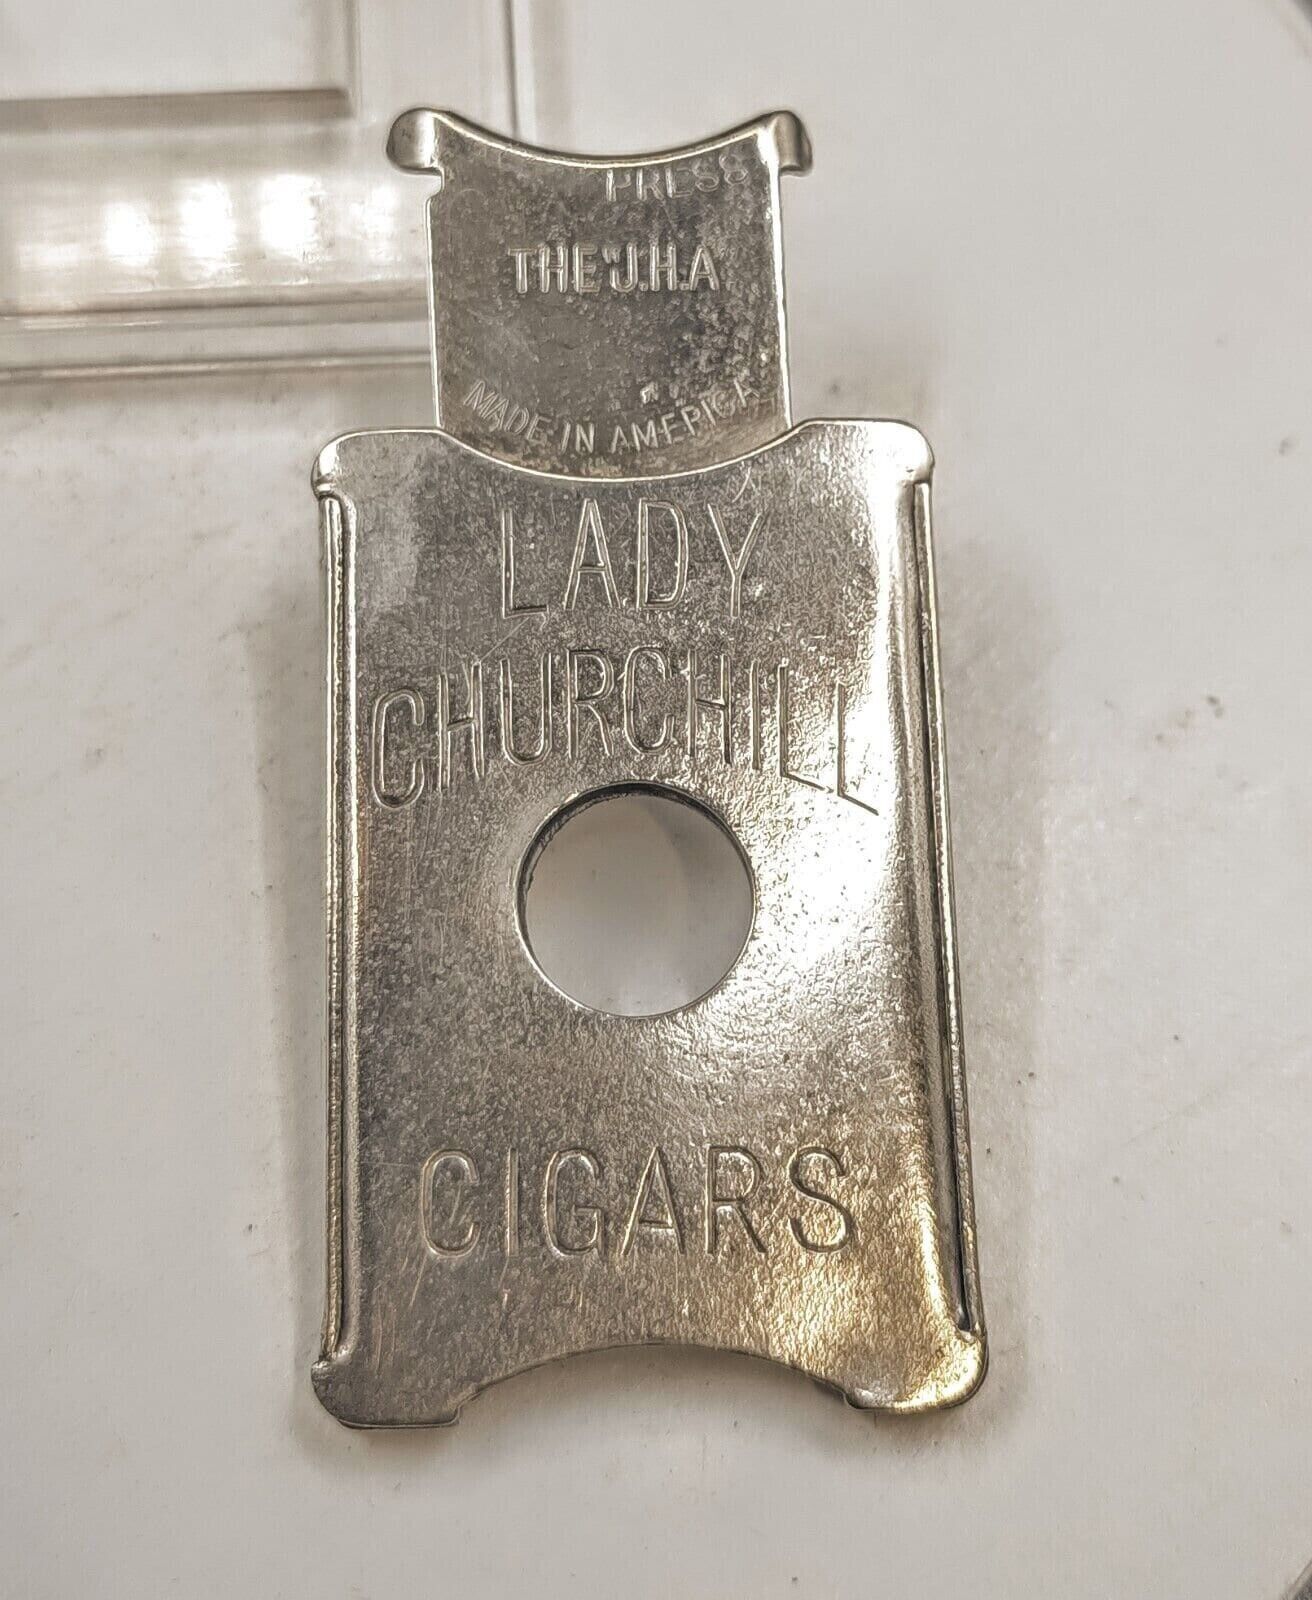 PRESS
THE "J.H.A
MADE IN AMERICA
LADY
CHURCHILL
CIGARS